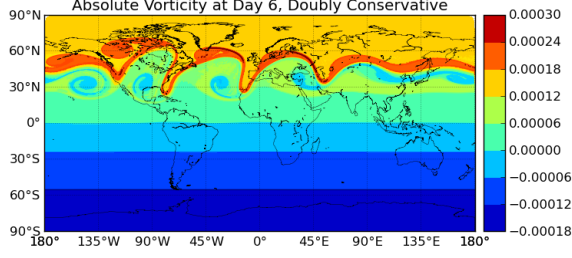 Absolute Vorticity at Day 6, Doubly Conservative
90°N
60°N
30°N
0°
30°S
60°S
90°S
180°
135°W
90°W
45°W
0°
45°E
90°E
135°E
180°
0.00030
0.00024
0.00018
0.00012
0.00006
0.00000
−0.00006
−0.00012
−0.00018